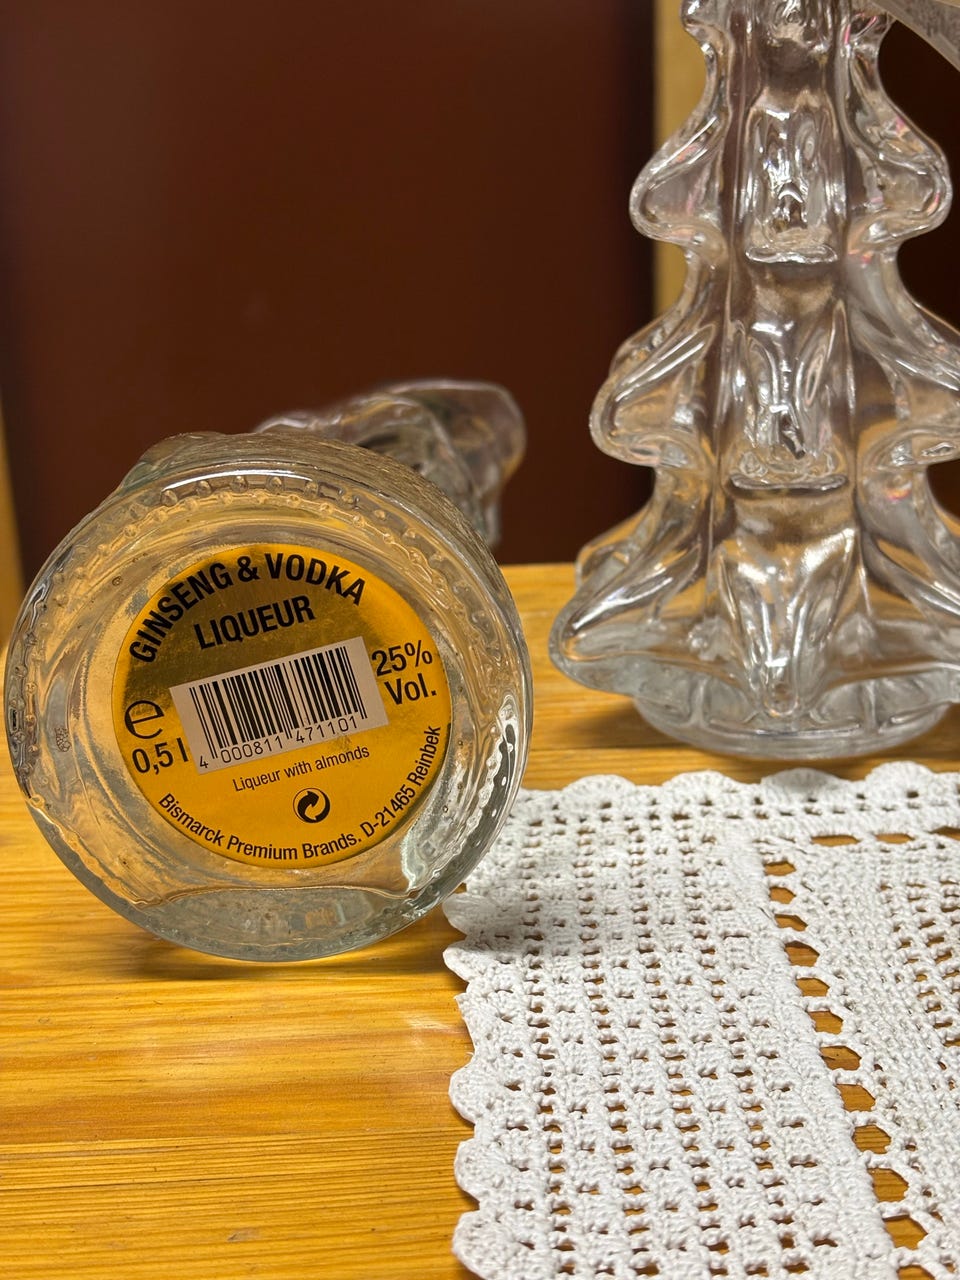 GINSENG & VODKA
LIQUEUR
25%
Vol.
e
0,5 l
4 000811 471101
Liqueur with almonds
Bismarck Premium Brands. D-21465 Reinbek